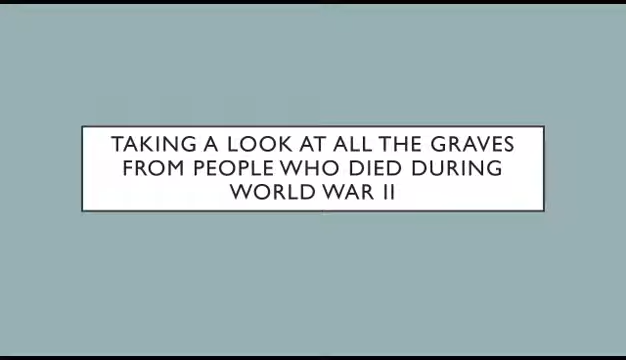 TAKING A LOOK AT ALL THE GRAVES
FROM PEOPLE WHO DIED DURING
WORLD WAR II